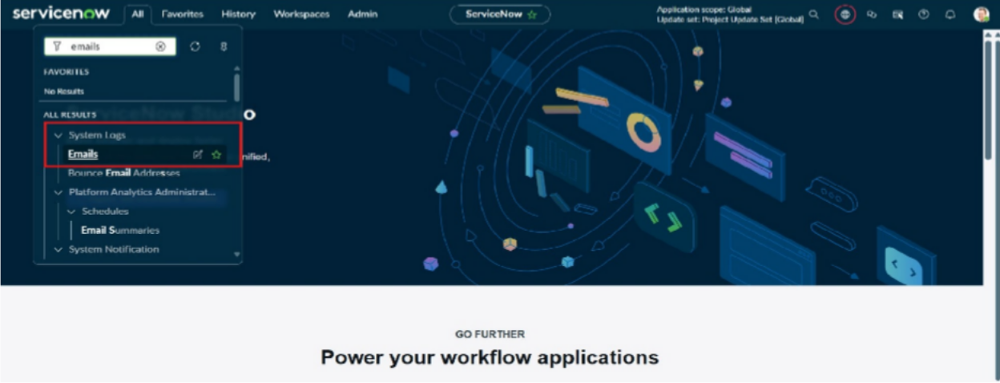 servicenow All Favorites History Workspaces Admin ServiceNow Application scope: Global
Update set: Project Update Set [Global]
emails
FAVORITES
No Results
ALL RESULTS
System Logs
Emails
nified,
Bounce Email Addresses
Platform Analytics Administrat...
Schedules
Email Summaries
System Notification
GO FURTHER
Power your workflow applications